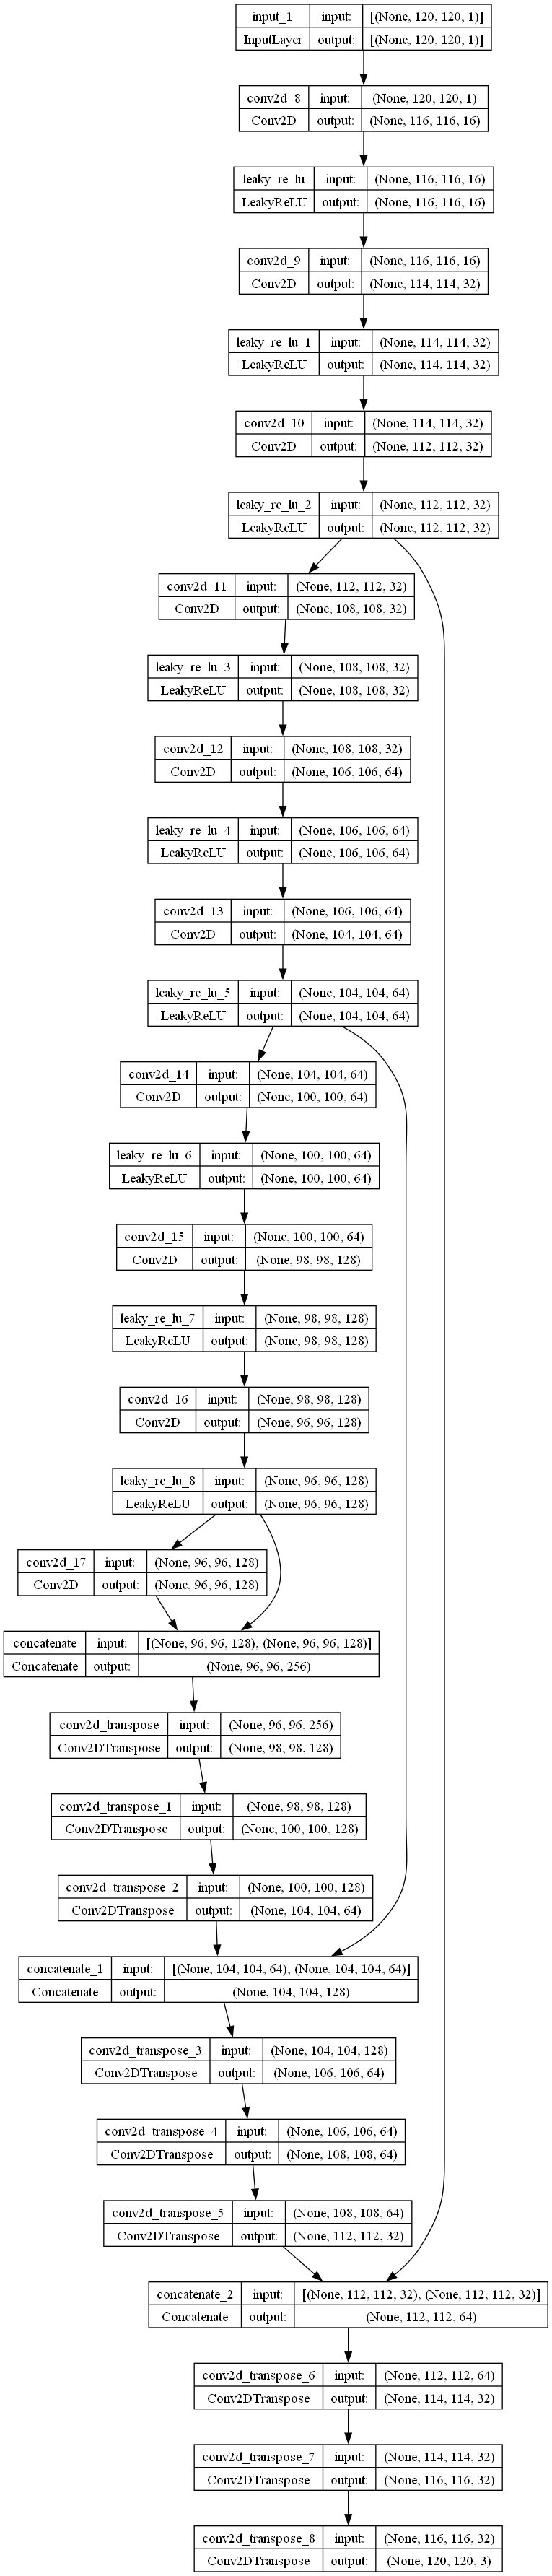 input_1 input: [(None, 120, 120, 1)]
InputLayer output: [(None, 120, 120, 1)]
conv2d_8 input: (None, 120, 120, 1)
Conv2D output: (None, 116, 116, 16)
leaky_re_lu input: (None, 116, 116, 16)
LeakyReLU output: (None, 116, 116, 16)
conv2d_9 input: (None, 116, 116, 16)
Conv2D output: (None, 114, 114, 32)
leaky_re_lu_1 input: (None, 114, 114, 32)
LeakyReLU output: (None, 114, 114, 32)
conv2d_10 input: (None, 114, 114, 32)
Conv2D output: (None, 112, 112, 32)
leaky_re_lu_2 input: (None, 112, 112, 32)
LeakyReLU output: (None, 112, 112, 32)
conv2d_11 input: (None, 112, 112, 32)
Conv2D output: (None, 108, 108, 32)
leaky_re_lu_3 input: (None, 108, 108, 32)
LeakyReLU output: (None, 108, 108, 32)
conv2d_12 input: (None, 108, 108, 32)
Conv2D output: (None, 106, 106, 64)
leaky_re_lu_4 input: (None, 106, 106, 64)
LeakyReLU output: (None, 106, 106, 64)
conv2d_13 input: (None, 106, 106, 64)
Conv2D output: (None, 104, 104, 64)
leaky_re_lu_5 input: (None, 104, 104, 64)
LeakyReLU output: (None, 104, 104, 64)
conv2d_14 input: (None, 104, 104, 64)
Conv2D output: (None, 100, 100, 64)
leaky_re_lu_6 input: (None, 100, 100, 64)
LeakyReLU output: (None, 100, 100, 64)
conv2d_15 input: (None, 100, 100, 64)
Conv2D output: (None, 98, 98, 128)
leaky_re_lu_7 input: (None, 98, 98, 128)
LeakyReLU output: (None, 98, 98, 128)
conv2d_16 input: (None, 98, 98, 128)
Conv2D output: (None, 96, 96, 128)
leaky_re_lu_8 input: (None, 96, 96, 128)
LeakyReLU output: (None, 96, 96, 128)
conv2d_17 input: (None, 96, 96, 128)
Conv2D output: (None, 96, 96, 128)
concatenate input: [(None, 96, 96, 128), (None, 96, 96, 128)]
Concatenate output: (None, 96, 96, 256)
conv2d_transpose input: (None, 96, 96, 256)
Conv2DTranspose output: (None, 98, 98, 128)
conv2d_transpose_1 input: (None, 98, 98, 128)
Conv2DTranspose output: (None, 100, 100, 128)
conv2d_transpose_2 input: (None, 100, 100, 128)
Conv2DTranspose output: (None, 104, 104, 64)
concatenate_1 input: [(None, 104, 104, 64), (None, 104, 104, 64)]
Concatenate output: (None, 104, 104, 128)
conv2d_transpose_3 input: (None, 104, 104, 128)
Conv2DTranspose output: (None, 106, 106, 64)
conv2d_transpose_4 input: (None, 106, 106, 64)
Conv2DTranspose output: (None, 108, 108, 64)
conv2d_transpose_5 input: (None, 108, 108, 64)
Conv2DTranspose output: (None, 112, 112, 32)
concatenate_2 input: [(None, 112, 112, 32), (None, 112, 112, 32)]
Concatenate output: (None, 112, 112, 64)
conv2d_transpose_6 input: (None, 112, 112, 64)
Conv2DTranspose output: (None, 114, 114, 32)
conv2d_transpose_7 input: (None, 114, 114, 32)
Conv2DTranspose output: (None, 116, 116, 32)
conv2d_transpose_8 input: (None, 116, 116, 32)
Conv2DTranspose output: (None, 120, 120, 3)